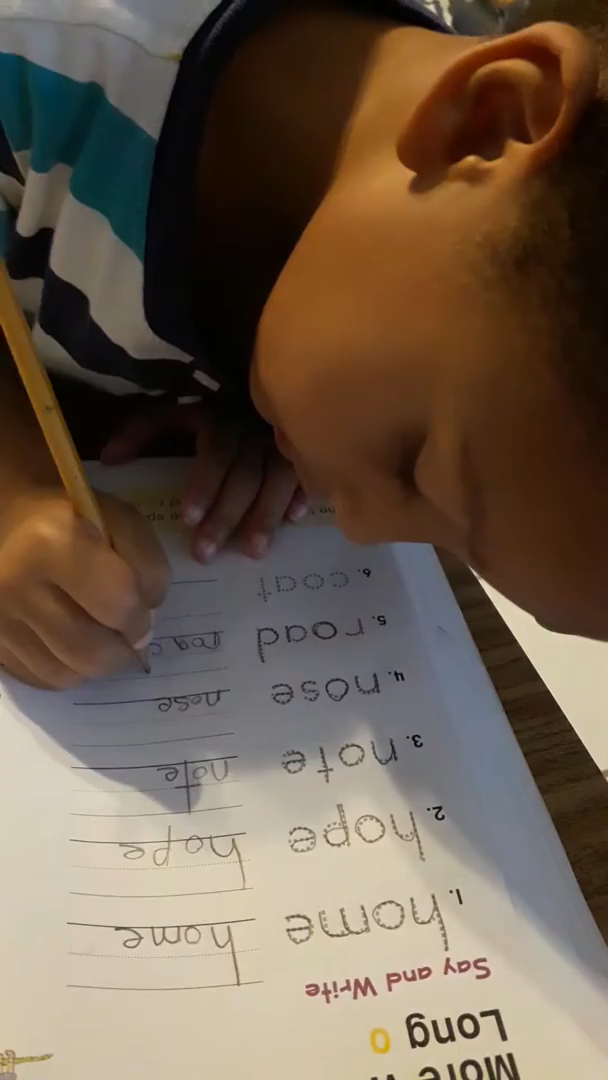 More
Long o
Say and Write
1. home home
2. hope hope
3. note note
4. nose nose
5. road roa
6. coat